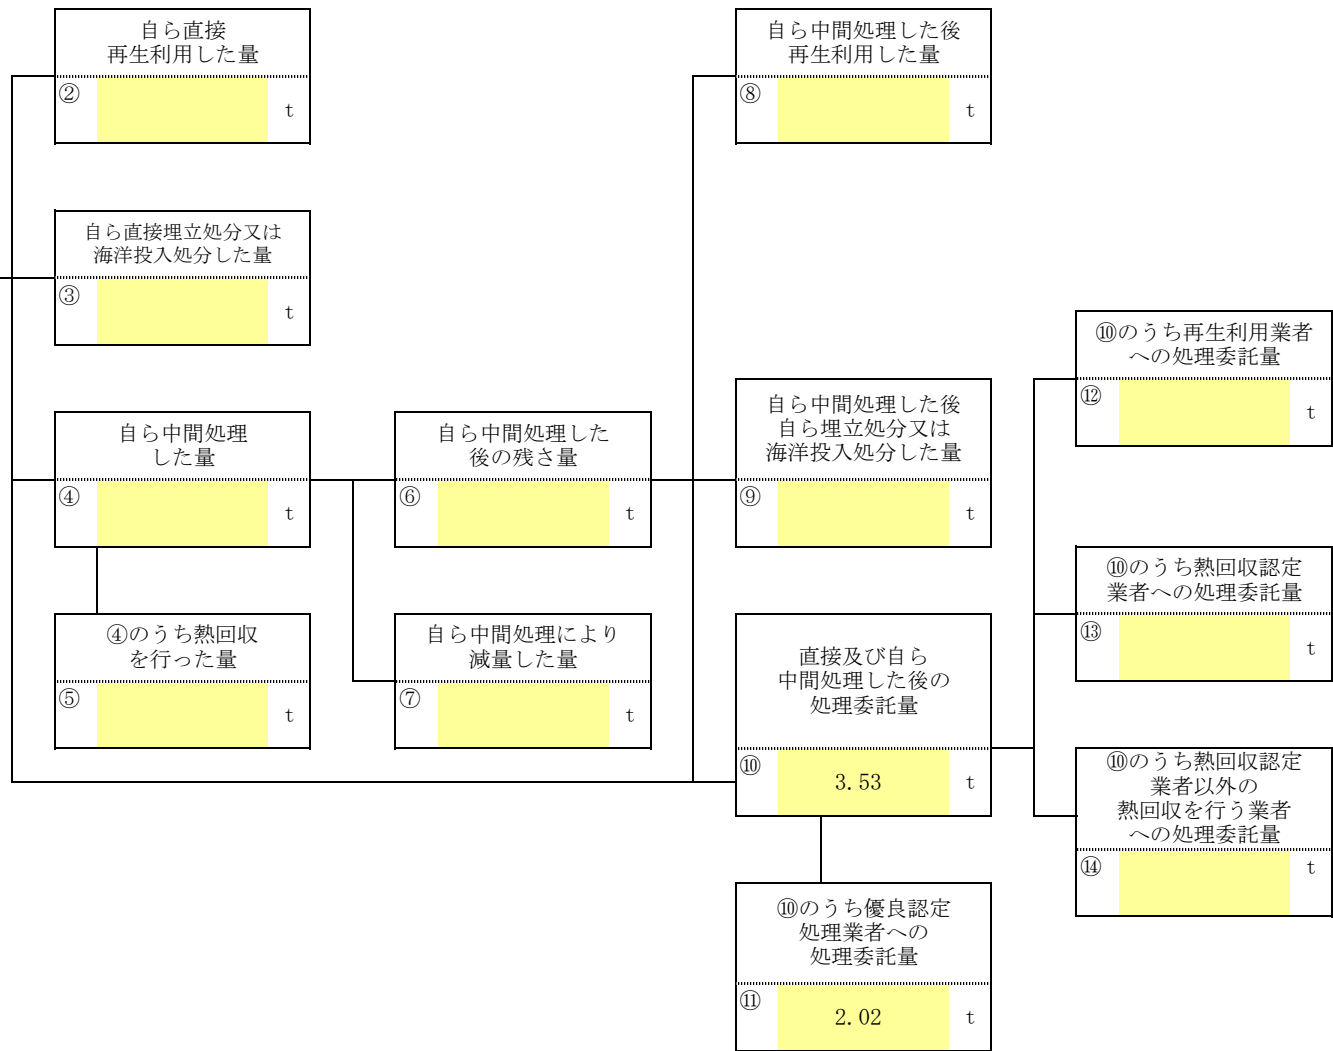 自ら直接
再生利用した量
②
t
自ら中間処理した後
再生利用した量
⑧
t
自ら直接埋立処分又は
海洋投入処分した量
③
t
⑩のうち再生利用業者
への処理委託量
⑫
t
自ら中間処理
した量
④
t
自ら中間処理した
後の残さ量
⑥
t
自ら中間処理した後
自ら埋立処分又は
海洋投入処分した量
⑨
t
⑩のうち熱回収認定
業者への処理委託量
⑬
t
④のうち熱回収
を行った量
⑤
t
自ら中間処理により
減量した量
⑦
t
直接及び自ら
中間処理した後の
処理委託量
⑩ 3.53 t
⑩のうち熱回収認定
業者以外の
熱回収を行う業者
への処理委託量
⑭
t
⑩のうち優良認定
処理業者への
処理委託量
⑪ 2.02 t